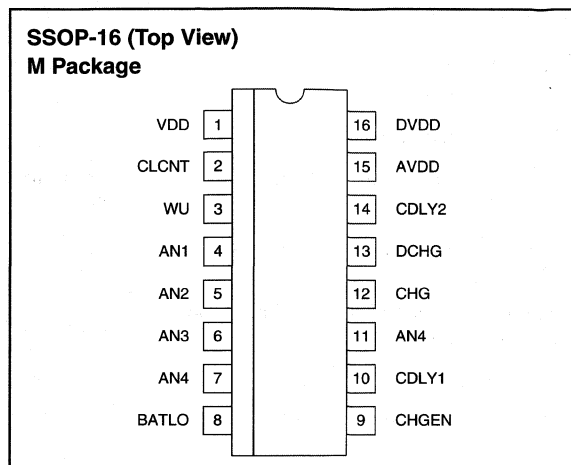 SSOP-16 (Top View)
M Package
VDD 1 16 DVDD
CLCNT 2 15 AVDD
WU 3 14 CDLY2
AN1 4 13 DCHG
AN2 5 12 CHG
AN3 6 11 AN4
AN4 7 10 CDLY1
BATLO 8 9 CHGEN